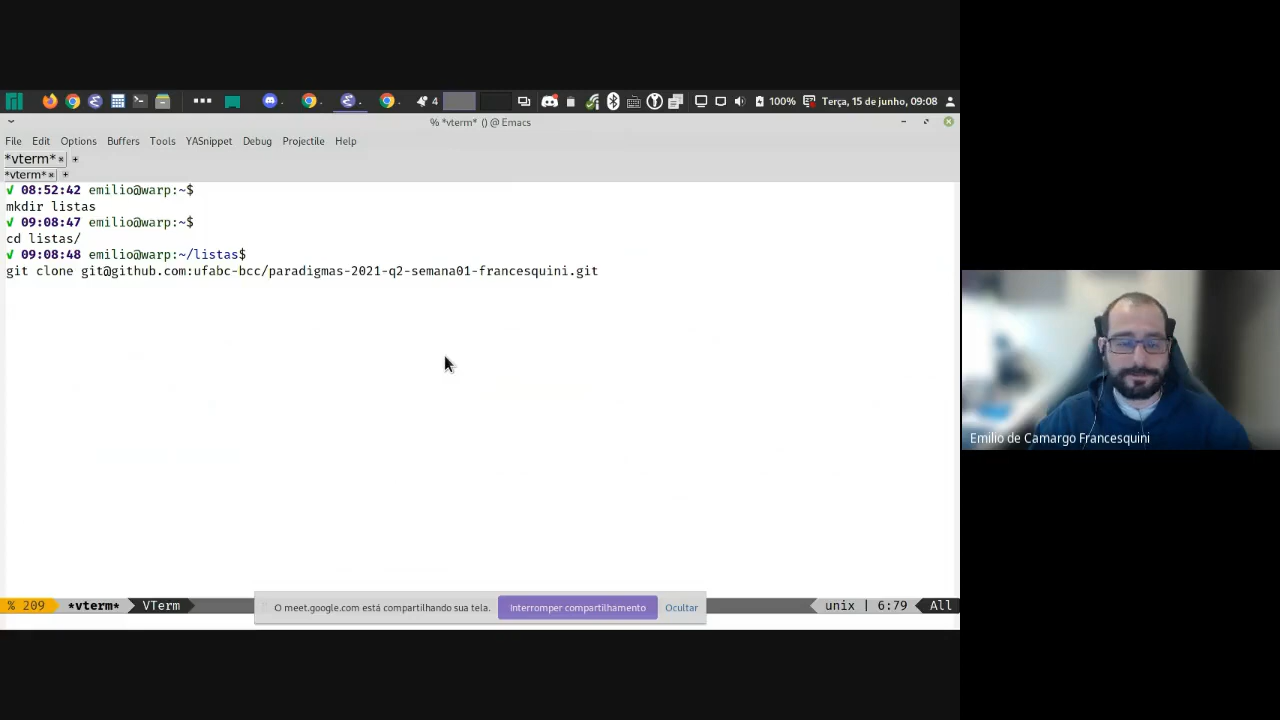 4
100%
Terça, 15 de junho, 09:08
% *vterm* () @ Emacs
File Edit Options Buffers Tools YASnippet Debug Projectile Help
*vterm* × +
*vterm* × +
√ 08:52:42 emilio@warp:~$
mkdir listas
√ 09:08:47 emilio@warp:~$
cd listas/
√ 09:08:48 emilio@warp:~/listas$
git clone git@github.com:ufabc-bcc/paradigmas-2021-q2-semana01-francesquini.git
Emilio de Camargo Francesquini
% 209 *vterm* VTerm
O meet.google.com está compartilhando sua tela. Interromper compartilhamento Ocultar
unix | 6:79 All